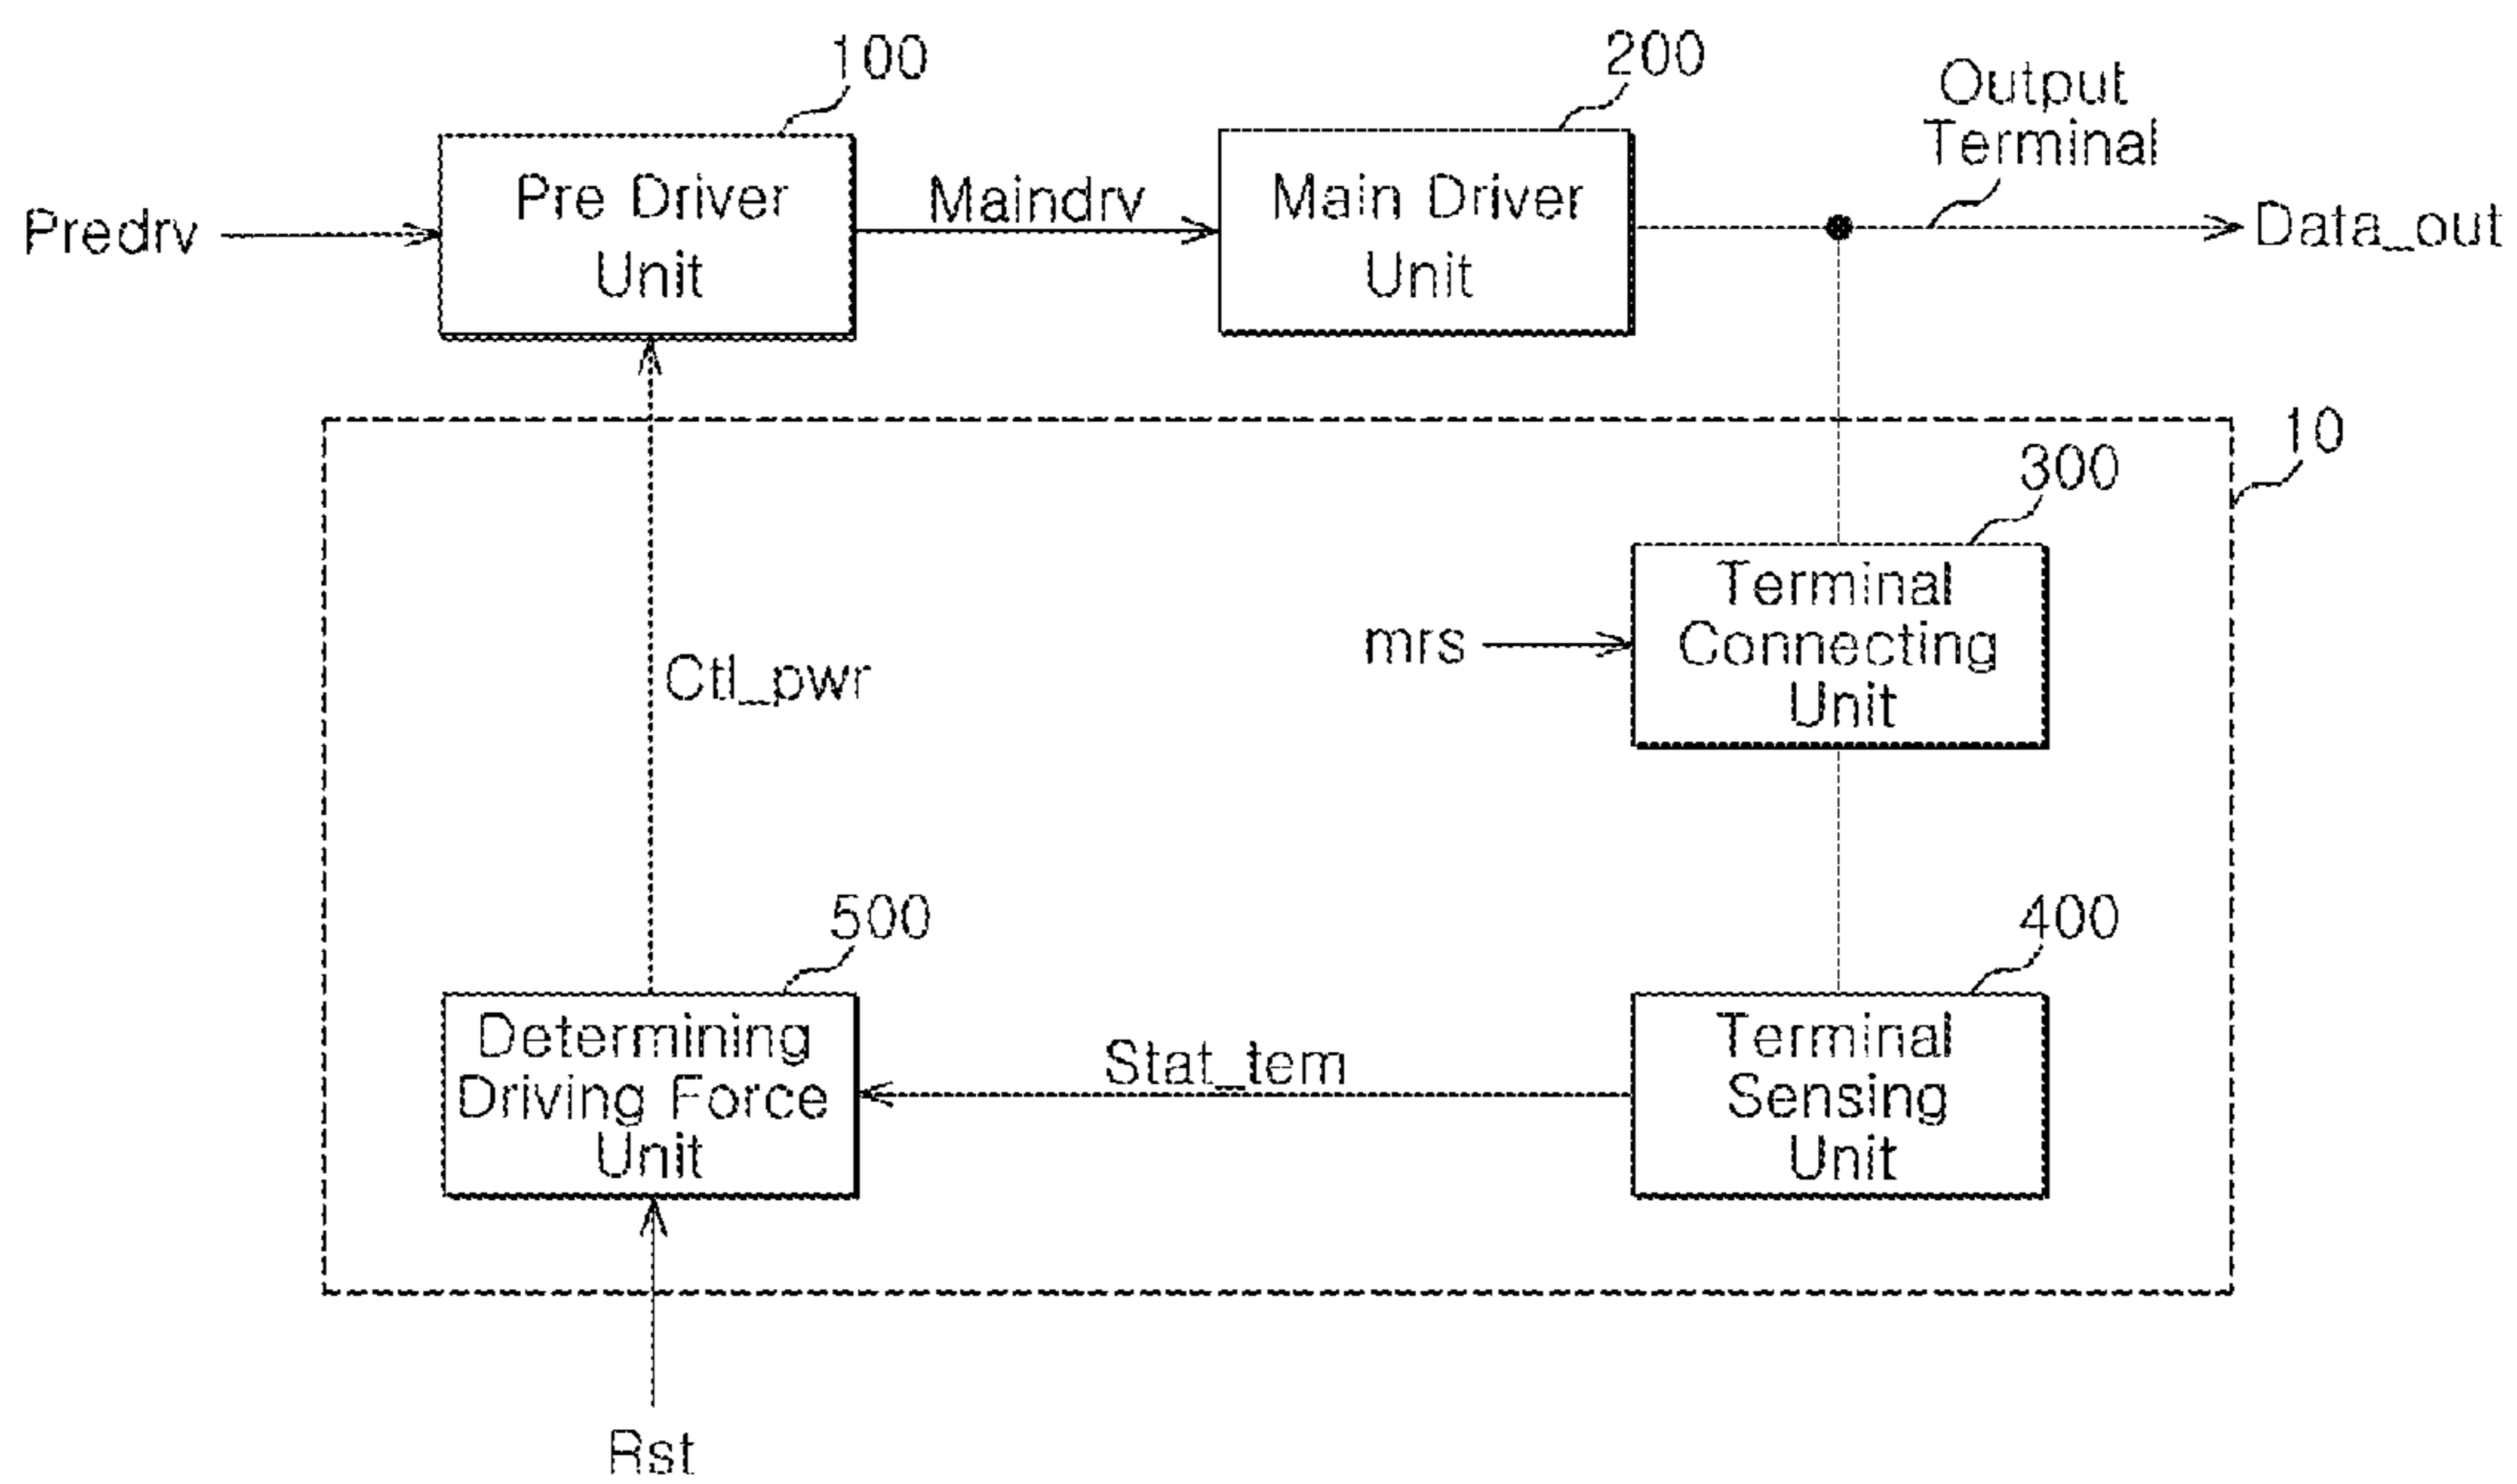 100
200
Output
Terminal
Predrv
Pre Driver
Unit
Maindrv
Main Driver
Unit
Data_out
10
300
Terminal
Connecting
Unit
mrs
Ctl_pwr
500
400
Determining
Driving Force
Unit
Stat_tem
Terminal
Sensing
Unit
Rst